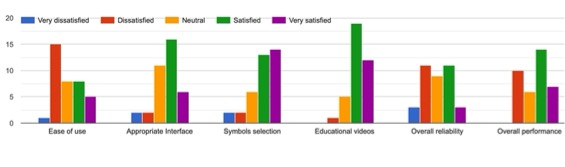 20
Very dissatisfied Dissatisfied Neutral Satisfied Very satisfied
15
10
5
0
Ease of use Appropriate Interface Symbols selection Educational videos Overall reliability Overall performance